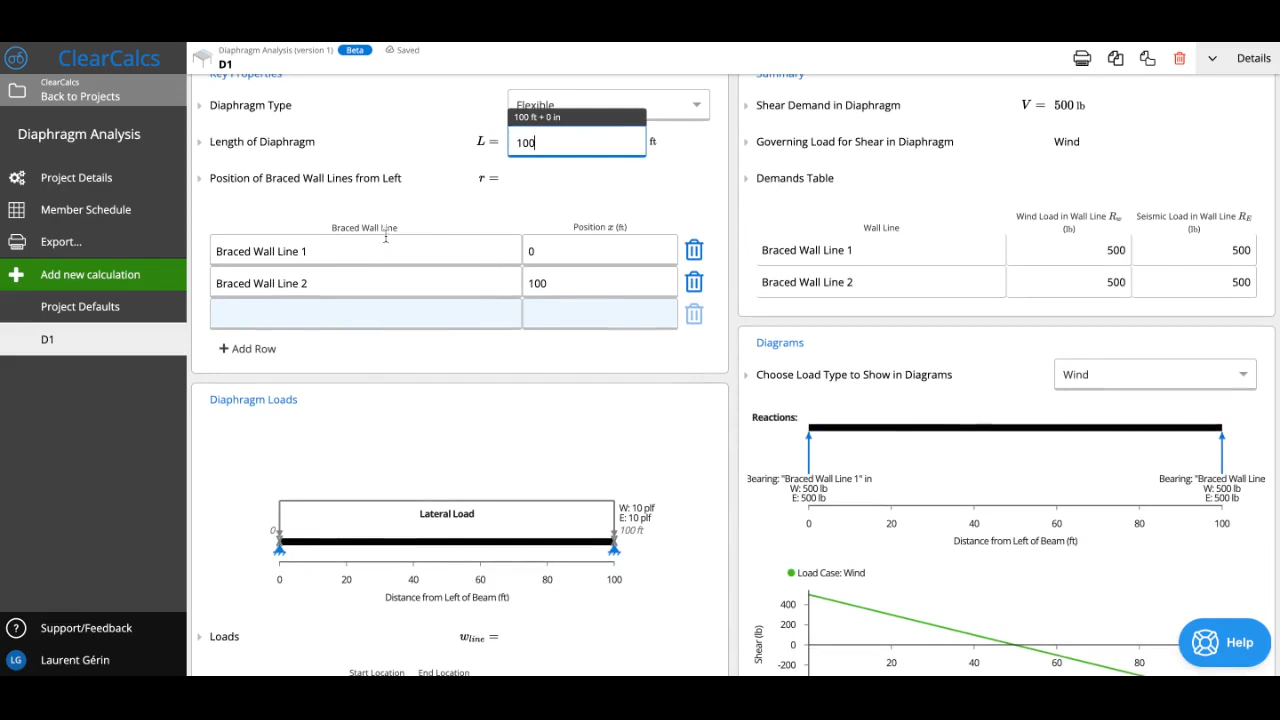 ClearCalcs
Diaphragm Analysis (version 1) Beta Saved
D1
Details
ClearCalcs
Back to Projects
Diaphragm Analysis
Project Details
Member Schedule
Export...
Add new calculation
Project Defaults
D1
Support/Feedback
LG Laurent Gérin
Key Properties
Diaphragm Type Flexible
100 ft + 0 in
Length of Diaphragm L = 100 ft
Position of Braced Wall Lines from Left r =
Braced Wall Line Position x (ft)
Braced Wall Line 1 0
Braced Wall Line 2 100
+ Add Row
Diaphragm Loads
Lateral Load
W: 10 plf
E: 10 plf
0 100 ft
0 20 40 60 80 100
Distance from Left of Beam (ft)
Loads wline =
Start Location End Location
Summary
Shear Demand in Diaphragm V = 500 lb
Governing Load for Shear in Diaphragm Wind
Demands Table
Wall Line Wind Load in Wall Line Rw (lb) Seismic Load in Wall Line RE (lb)
Braced Wall Line 1 500 500
Braced Wall Line 2 500 500
Diagrams
Choose Load Type to Show in Diagrams Wind
Reactions:
Bearing: "Braced Wall Line 1" in Bearing: "Braced Wall Line
W: 500 lb W: 500 lb
E: 500 lb E: 500 lb
0 20 40 60 80 100
Distance from Left of Beam (ft)
Load Case: Wind
Shear (lb)
400
200
0
-200
20 40 60 80
? Help